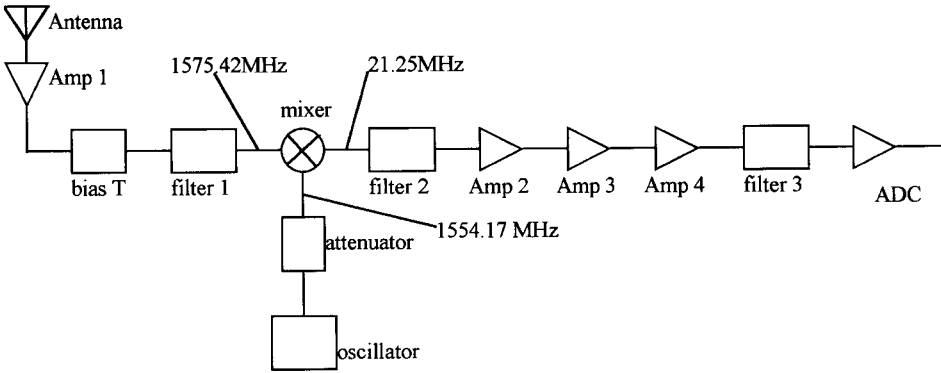 Antenna
Amp 1
1575.42MHz
21.25MHz
mixer
bias T
filter 1
filter 2
Amp 2
Amp 3
Amp 4
filter 3
ADC
1554.17 MHz
attenuator
oscillator